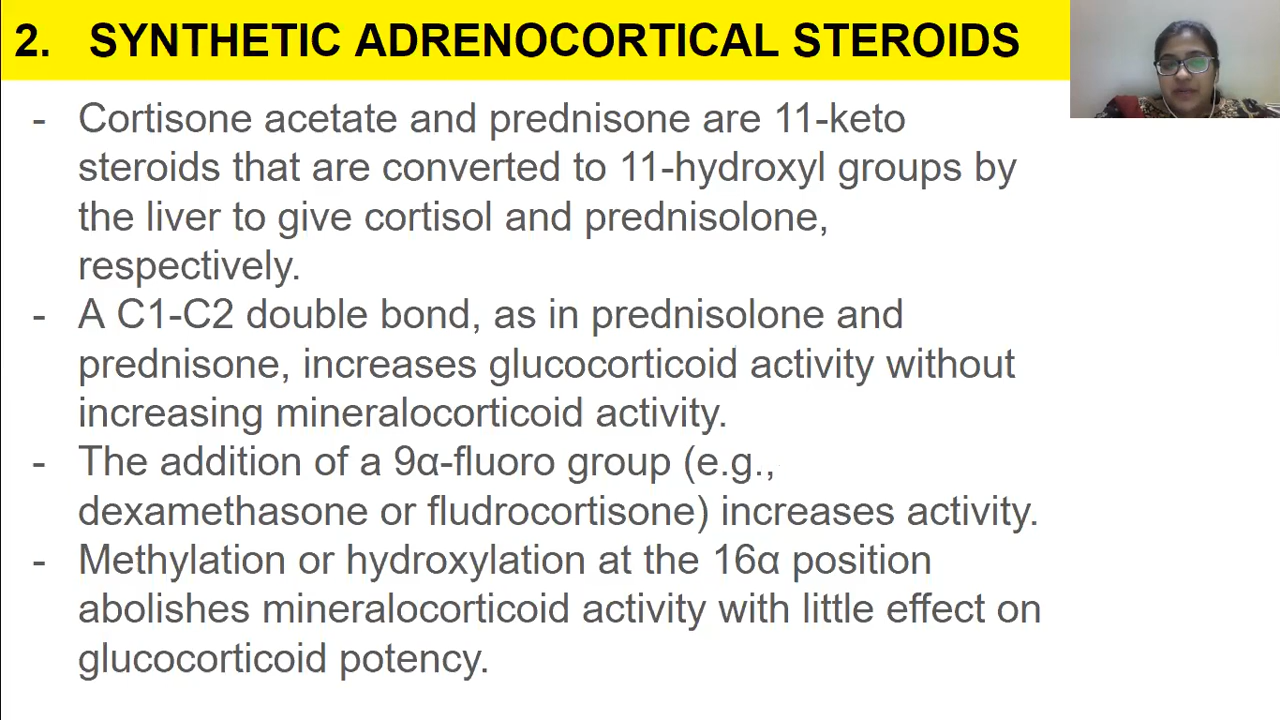 2. SYNTHETIC ADRENOCORTICAL STEROIDS
- Cortisone acetate and prednisone are 11-keto
steroids that are converted to 11-hydroxyl groups by
the liver to give cortisol and prednisolone,
respectively.
- A C1-C2 double bond, as in prednisolone and
prednisone, increases glucocorticoid activity without
increasing mineralocorticoid activity.
- The addition of a 9α-fluoro group (e.g.,
dexamethasone or fludrocortisone) increases activity.
- Methylation or hydroxylation at the 16α position
abolishes mineralocorticoid activity with little effect on
glucocorticoid potency.